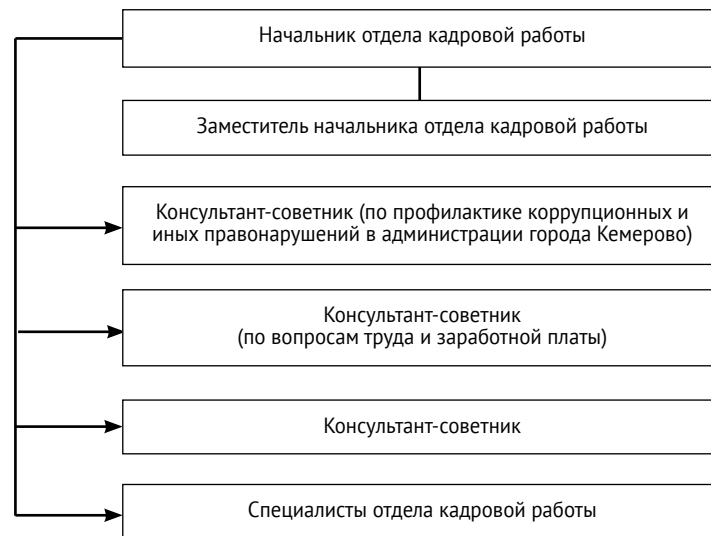 Начальник отдела кадровой работы
Заместитель начальника отдела кадровой работы
Консультант-советник (по профилактике коррупционных и
иных правонарушений в администрации города Кемерово)
Консультант-советник
(по вопросам труда и заработной платы)
Консультант-советник
Специалисты отдела кадровой работы